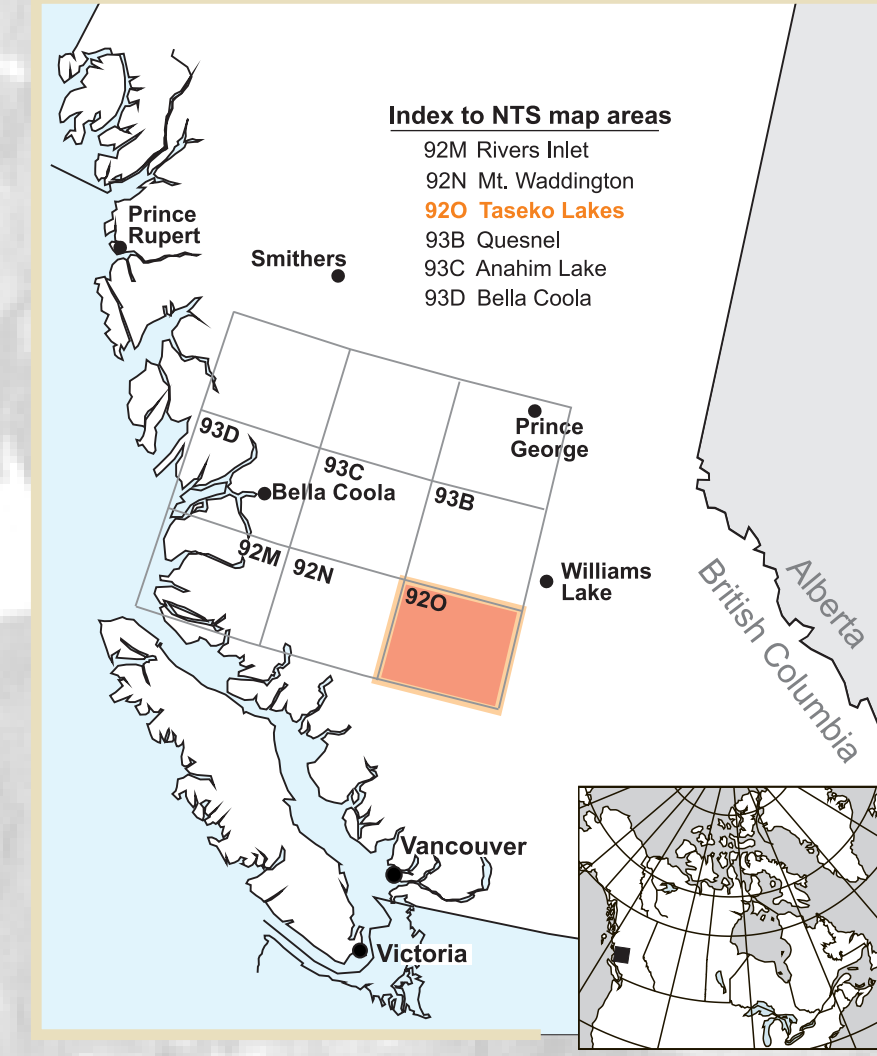 Index to NTS map areas
92M Rivers Inlet
92N Mt. Waddington
92O Taseko Lakes
93B Quesnel
93C Anahim Lake
93D Bella Coola
Prince
Rupert
Smithers
Prince
George
93D
93C
93B
Bella Coola
92M
92N
92O
Williams
Lake
Alberta
British Columbia
Vancouver
Victoria